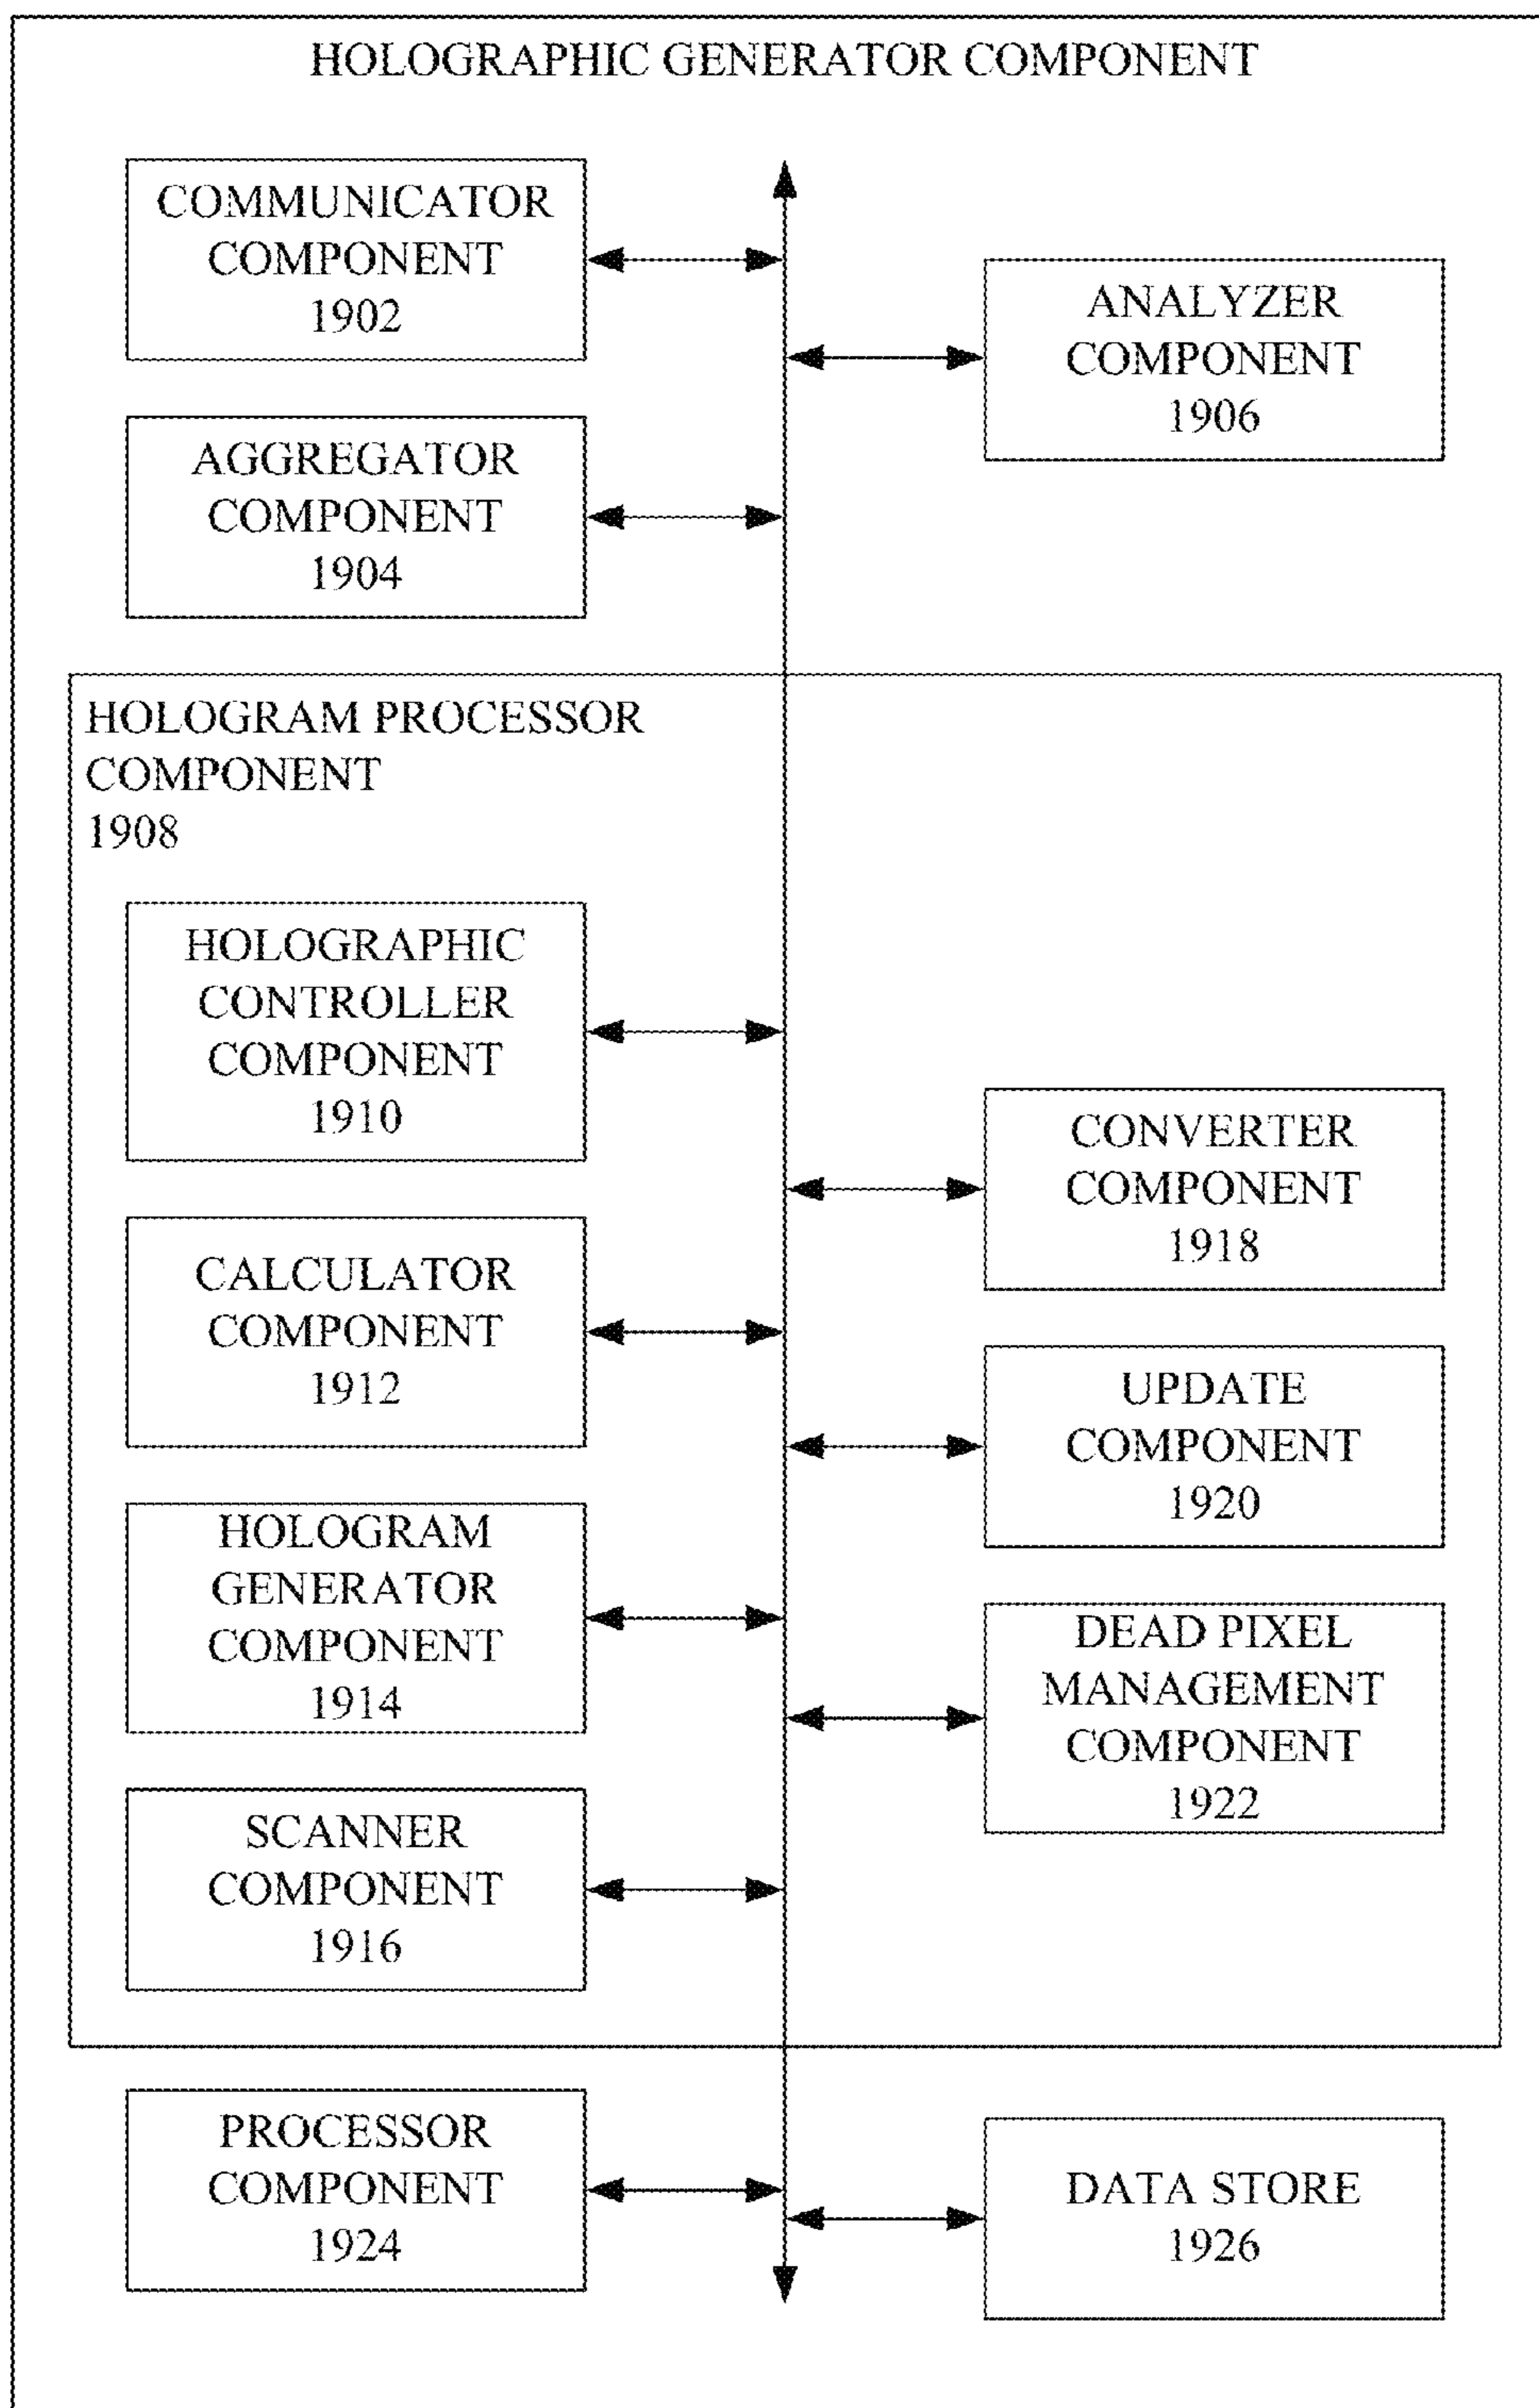 HOLOGRAPHIC GENERATOR COMPONENT
COMMUNICATOR
COMPONENT
1902
ANALYZER
COMPONENT
1906
AGGREGATOR
COMPONENT
1904
HOLOGRAM PROCESSOR
COMPONENT
1908
HOLOGRAPHIC
CONTROLLER
COMPONENT
1910
CONVERTER
COMPONENT
1918
CALCULATOR
COMPONENT
1912
UPDATE
COMPONENT
1920
HOLOGRAM
GENERATOR
COMPONENT
1914
DEAD PIXEL
MANAGEMENT
COMPONENT
1922
SCANNER
COMPONENT
1916
PROCESSOR
COMPONENT
1924
DATA STORE
1926